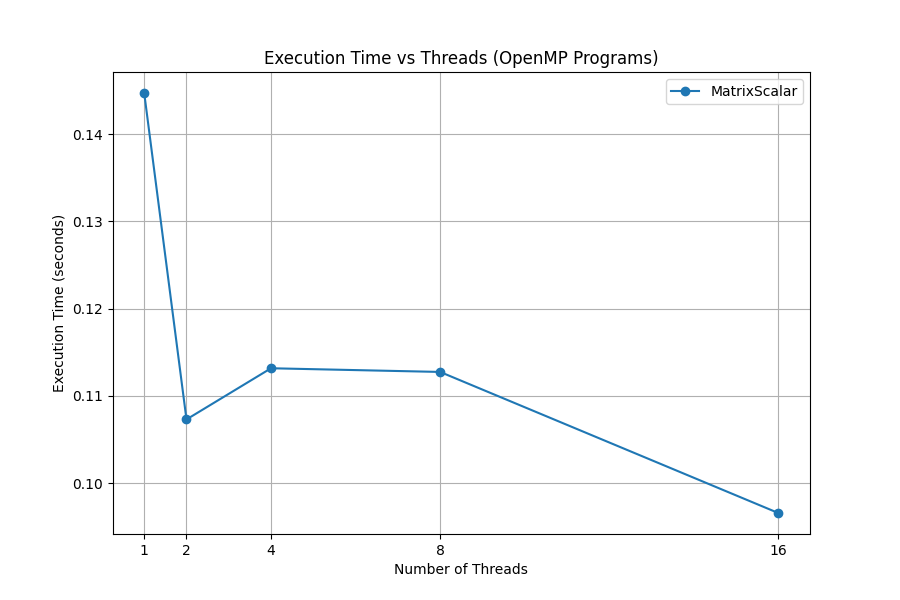 Execution Time vs Threads (OpenMP Programs)
MatrixScalar
Execution Time (seconds)
0.14
0.13
0.12
0.11
0.10
1 2 4 8 16
Number of Threads